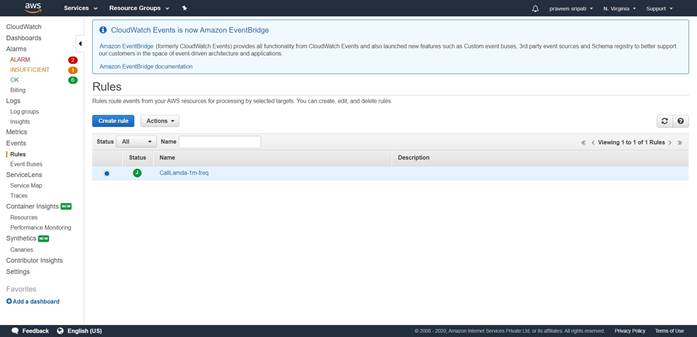 aws
Services
Resource Groups
praveen sripati
N. Virginia
Support
CloudWatch
Dashboards
Alarms
ALARM 2
INSUFFICIENT
OK 6
Billing
Logs
Log groups
Insights
Metrics
Events
Rules
Event Buses
ServiceLens
Service Map
Traces
Container Insights NEW
Resources
Performance Monitoring
Synthetics NEW
Canaries
Contributor Insights
Settings
Favorites
Add a dashboard
CloudWatch Events is now Amazon EventBridge
Amazon EventBridge (formerly CloudWatch Events) provides all functionality from CloudWatch Events and also launched new features such as Custom event buses, 3rd party event sources and Schema registry to better support
our customers in the space of event-driven architecture and applications.
Amazon EventBridge documentation
Rules
Rules route events from your AWS resources for processing by selected targets. You can create, edit, and delete rules.
Create rule
Actions
Status All Name
« ‹ Viewing 1 to 1 of 1 Rules › »
Status Name Description
CallLamda-1m-freq
Feedback
English (US)
© 2008 - 2020, Amazon Internet Services Private Ltd. or its affiliates. All rights reserved.
Privacy Policy
Terms of Use